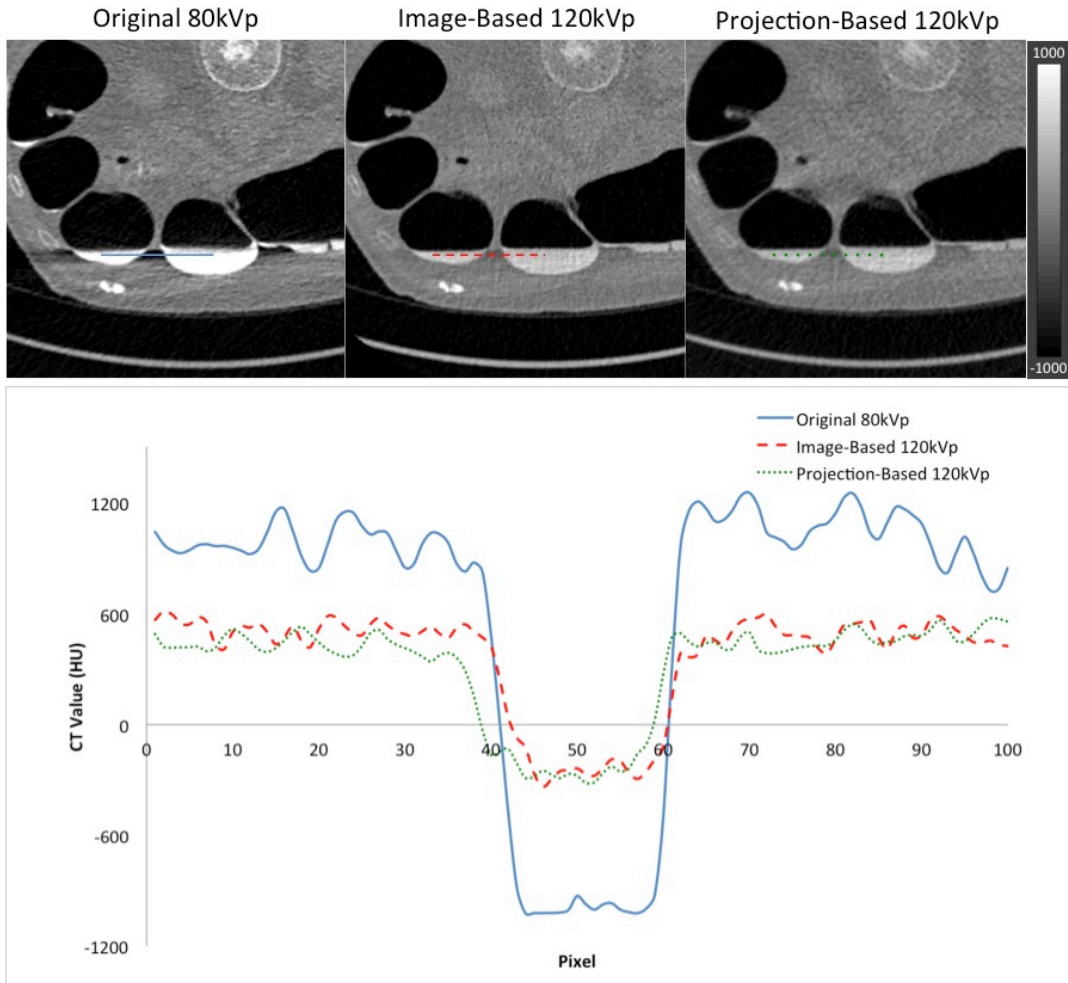 Original 80kVp
Image-Based 120kVp
Projection-Based 120kVp
1000
-1000
Original 80kVp
Image-Based 120kVp
Projection-Based 120kVp
1200
600
0
-600
-1200
CT Value (HU)
0 10 20 30 40 50 60 70 80 90 100
Pixel